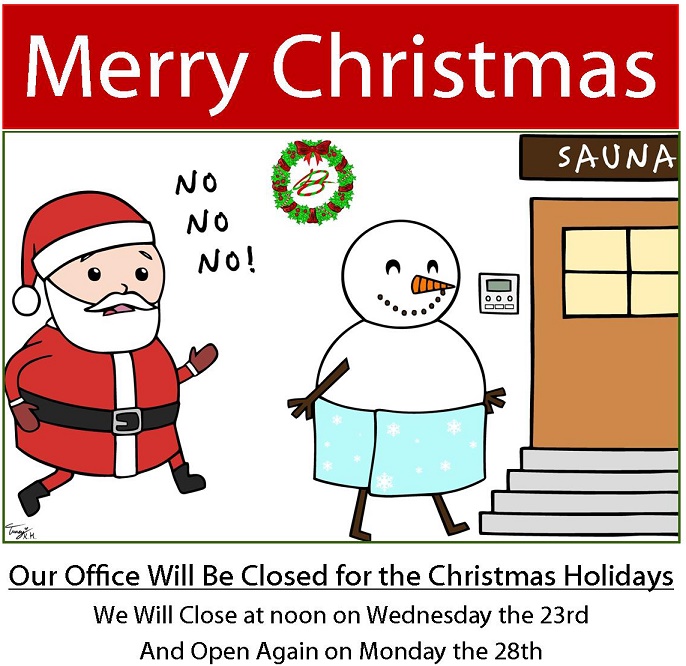 Merry Christmas
NO
NO
NO!
SAUNA
Our Office Will Be Closed for the Christmas Holidays
We Will Close at noon on Wednesday the 23rd
And Open Again on Monday the 28th